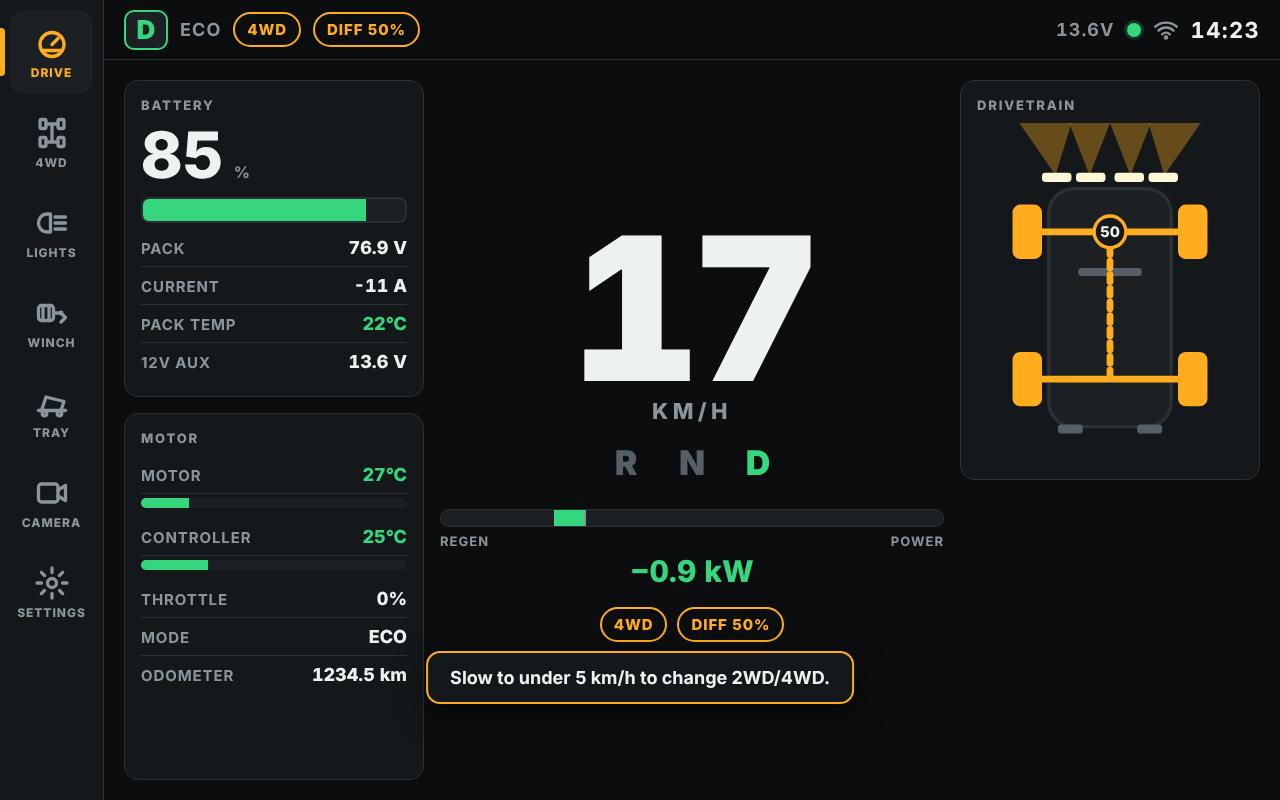 D ECO 4WD DIFF 50% 13.6V 14:23
DRIVE
4WD
LIGHTS
WINCH
TRAY
CAMERA
SETTINGS
BATTERY
85 %
PACK 76.9 V
CURRENT -11 A
PACK TEMP 22°C
12V AUX 13.6 V
MOTOR
MOTOR 27°C
CONTROLLER 25°C
THROTTLE 0%
MODE ECO
ODOMETER 1234.5 km
17
KM/H
R N D
REGEN POWER
−0.9 kW
4WD DIFF 50%
Slow to under 5 km/h to change 2WD/4WD.
DRIVETRAIN
50